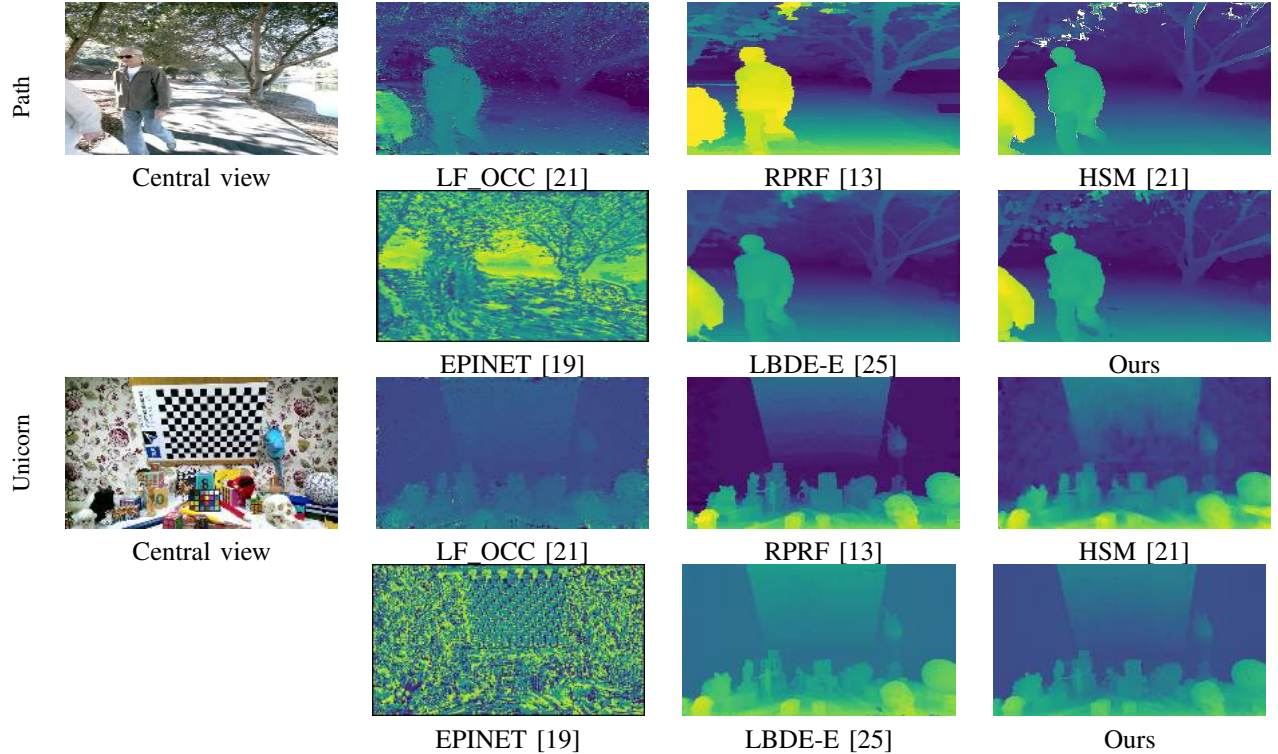 Path
Central view
LF_OCC [21]
RPRF [13]
HSM [21]
EPINET [19]
LBDE-E [25]
Ours
Unicorn
Central view
LF_OCC [21]
RPRF [13]
HSM [21]
EPINET [19]
LBDE-E [25]
Ours